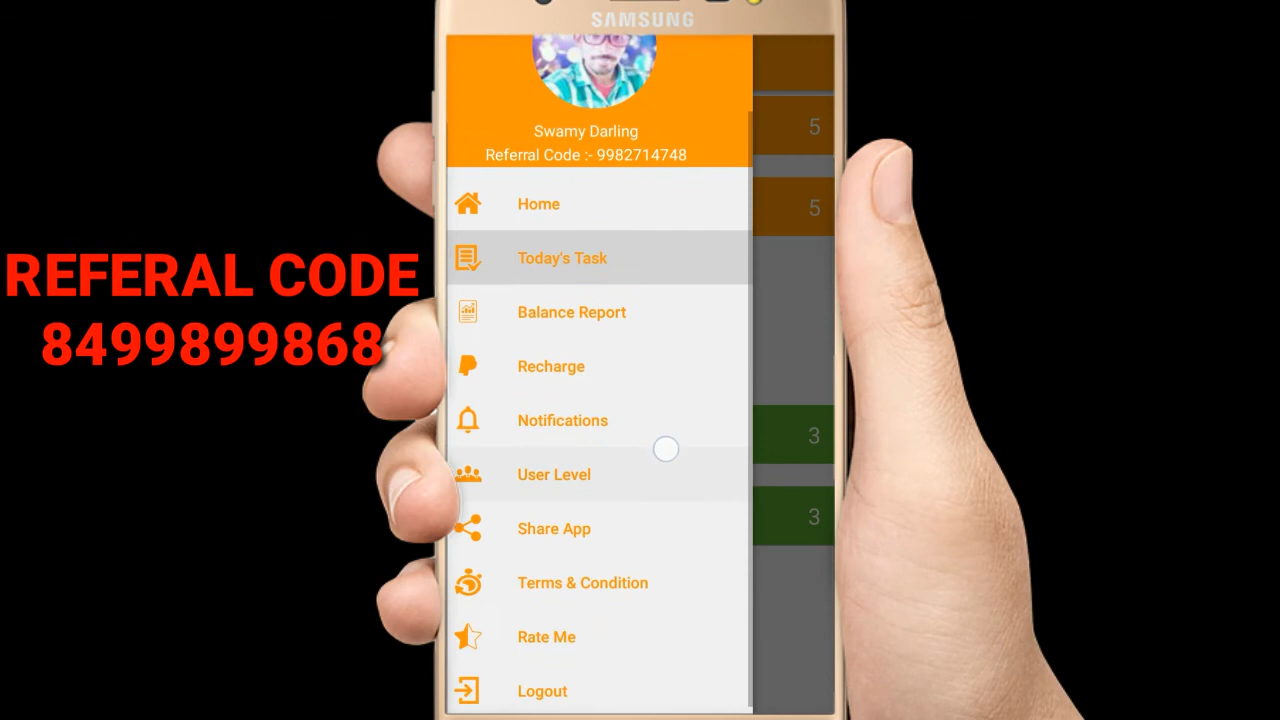 SAMSUNG
Swamy Darling
Referral Code :- 9982714748
Home
Today's Task
Balance Report
Recharge
Notifications
User Level
Share App
Terms & Condition
Rate Me
Logout
5
5
3
3
REFERAL CODE
8499899868